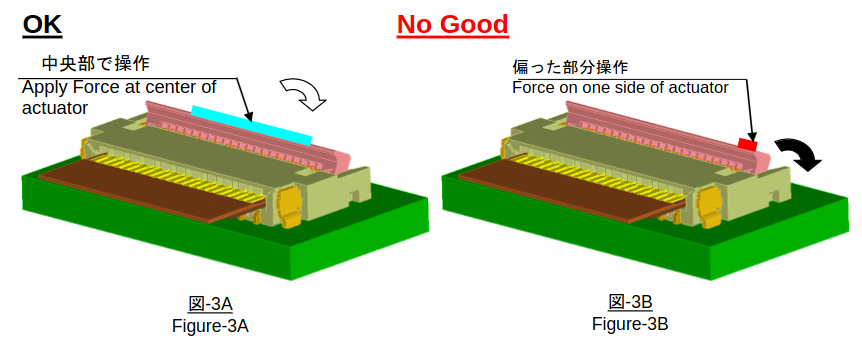 OK
No Good
中央部で操作
Apply Force at center of
actuator
偏った部分操作
Force on one side of actuator
図-3A
Figure-3A
図-3B
Figure-3B